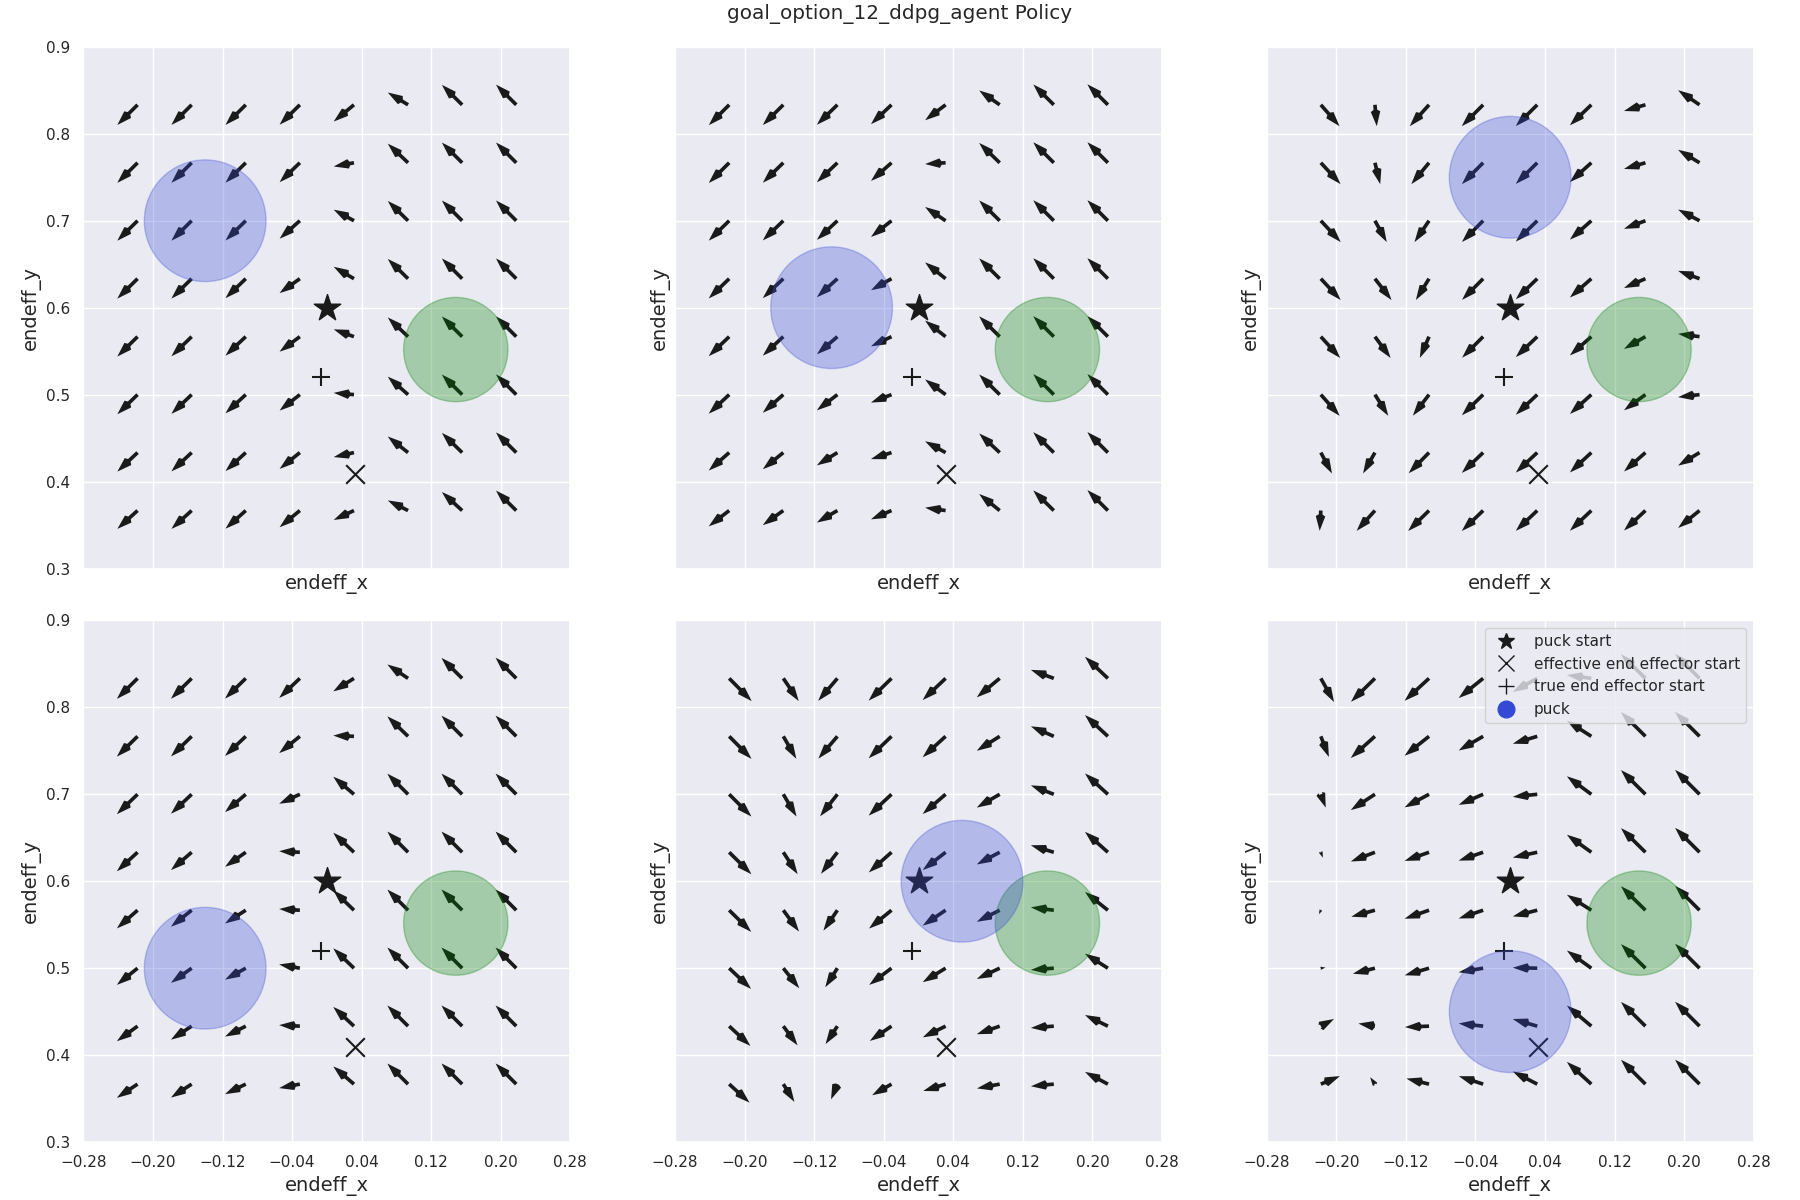 goal_option_12_ddpg_agent Policy
0.9
0.8
0.7
0.6
0.5
0.4
0.3
endeff_y
endeff_x
endeff_y
endeff_x
endeff_y
endeff_x
0.9
0.8
0.7
0.6
0.5
0.4
0.3
endeff_y
−0.28 −0.20 −0.12 −0.04 0.04 0.12 0.20 0.28
endeff_x
endeff_y
−0.28 −0.20 −0.12 −0.04 0.04 0.12 0.20 0.28
endeff_x
puck start
effective end effector start
true end effector start
puck
endeff_y
−0.28 −0.20 −0.12 −0.04 0.04 0.12 0.20 0.28
endeff_x